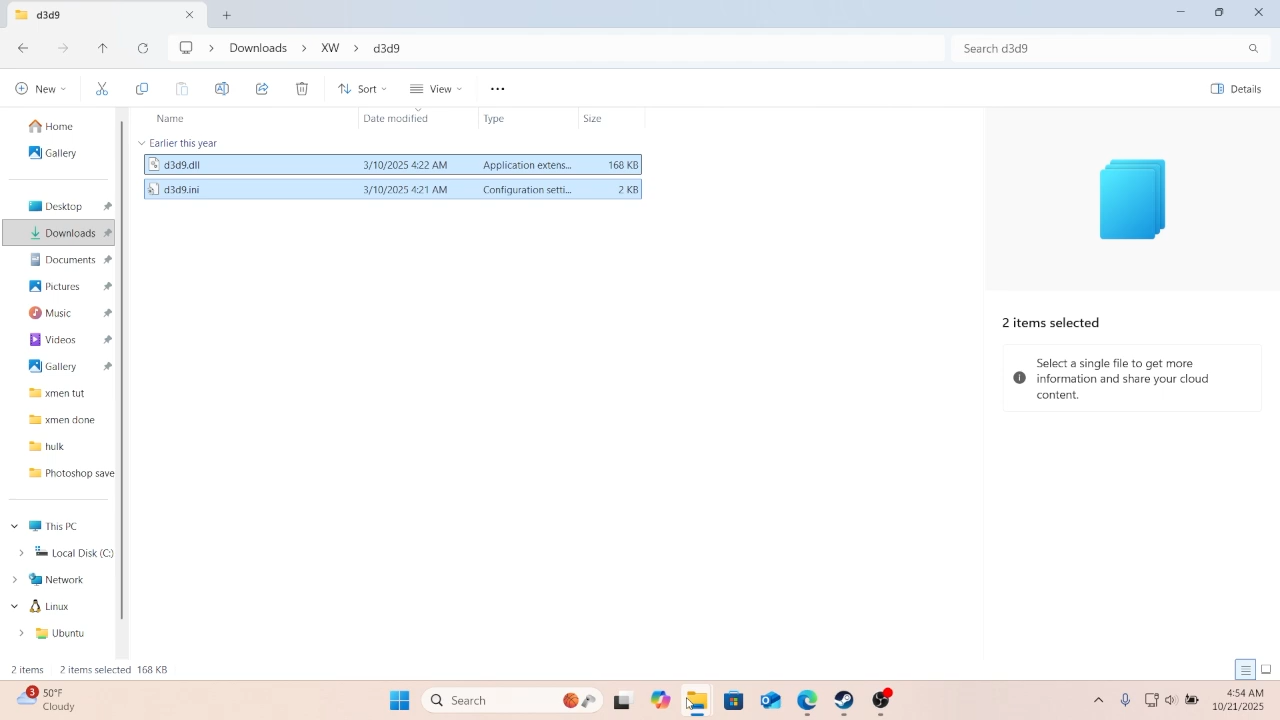 d3d9
Downloads
XW
d3d9
Search d3d9
New
Sort
View
Details
Name
Date modified
Type
Size
Home
Gallery
Desktop
Downloads
Documents
Pictures
Music
Videos
Gallery
xmen tut
xmen done
hulk
Photoshop save
This PC
Local Disk (C:)
Network
Linux
Ubuntu
Earlier this year
d3d9.dll 3/10/2025 4:22 AM Application extens... 168 KB
d3d9.ini 3/10/2025 4:21 AM Configuration setti... 2 KB
2 items selected
Select a single file to get more
information and share your cloud
content.
2 items 2 items selected 168 KB
3
50°F
Cloudy
Search
4:54 AM
10/21/2025